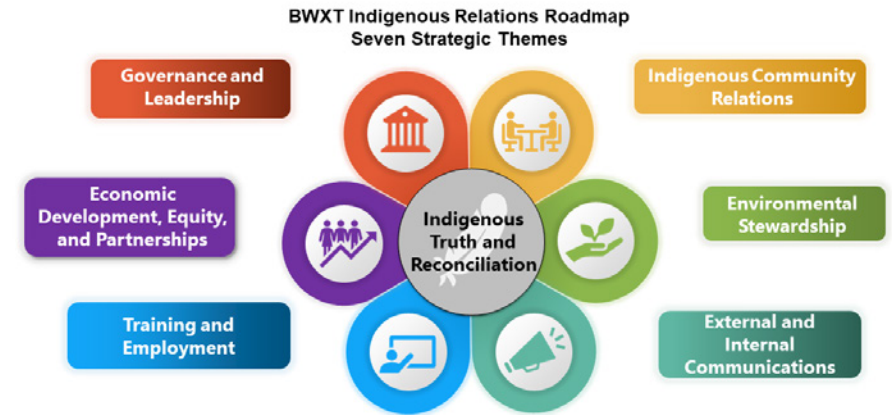 BWXT Indigenous Relations Roadmap
Seven Strategic Themes
Governance and
Leadership
Indigenous Community
Relations
Economic
Development, Equity,
and Partnerships
Indigenous
Truth and
Reconciliation
Environmental
Stewardship
Training and
Employment
External and
Internal
Communications